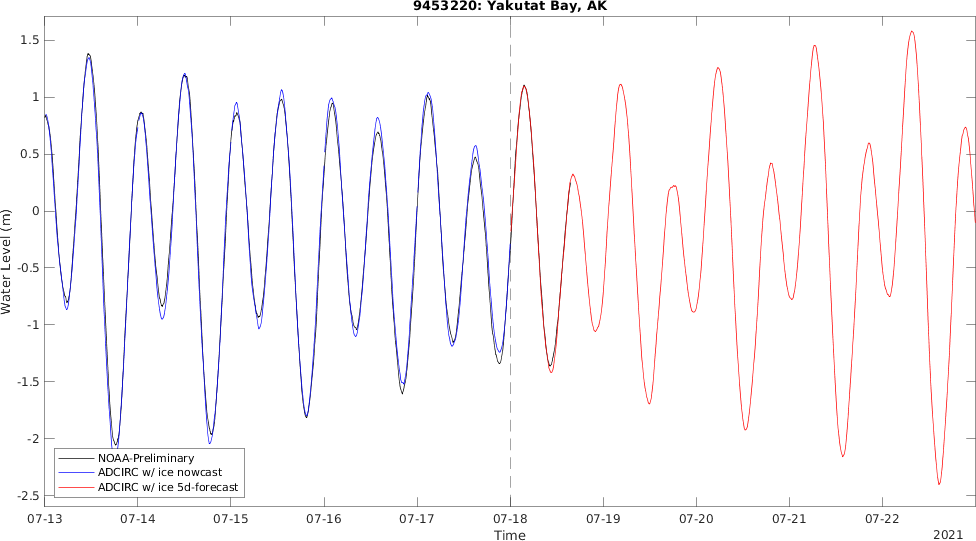 9453220: Yakutat Bay, AK
1.5
1
0.5
0
-0.5
-1
-1.5
-2
-2.5
Water Level (m)
NOAA-Preliminary
ADCIRC w/ ice nowcast
ADCIRC w/ ice 5d-forecast
07-13 07-14 07-15 07-16 07-17 07-18 07-19 07-20 07-21 07-22
Time
2021